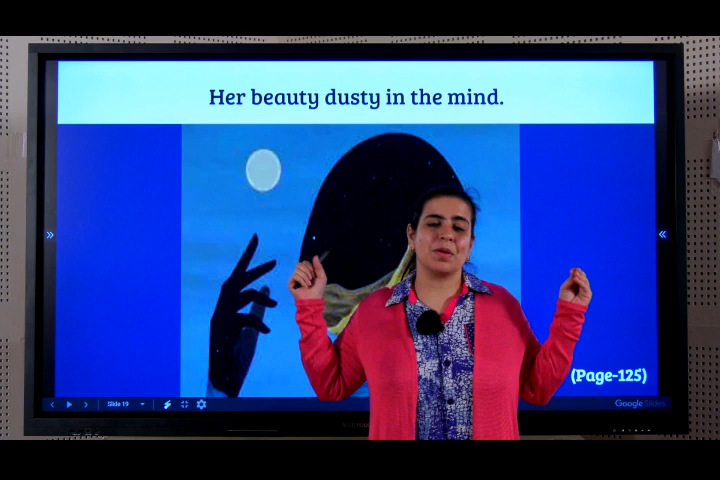 Her beauty dusty in the mind.
(Page-125)
Slide 19
Google Slides